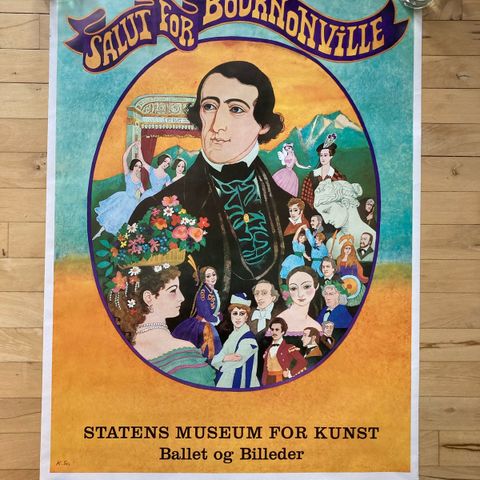 SALUT FOR BOURNONVILLE
STATENS MUSEUM FOR KUNST
Ballet og Billeder